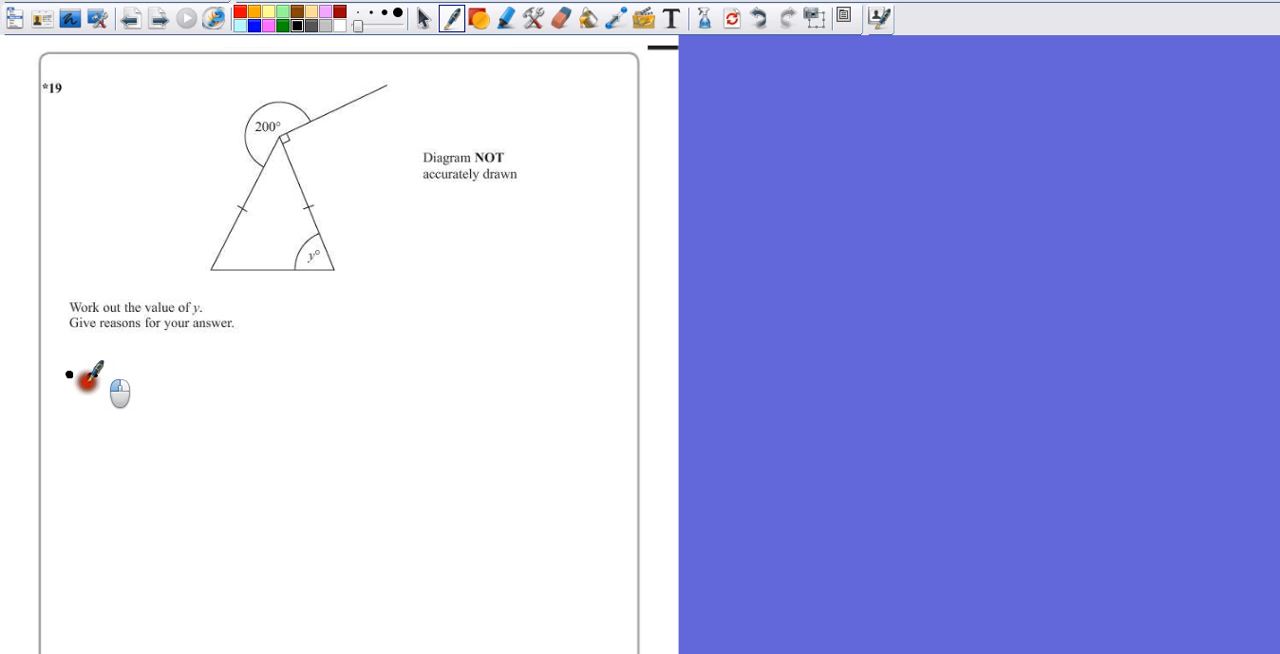 *19
200°
Diagram NOT
accurately drawn
y°
Work out the value of y.
Give reasons for your answer.